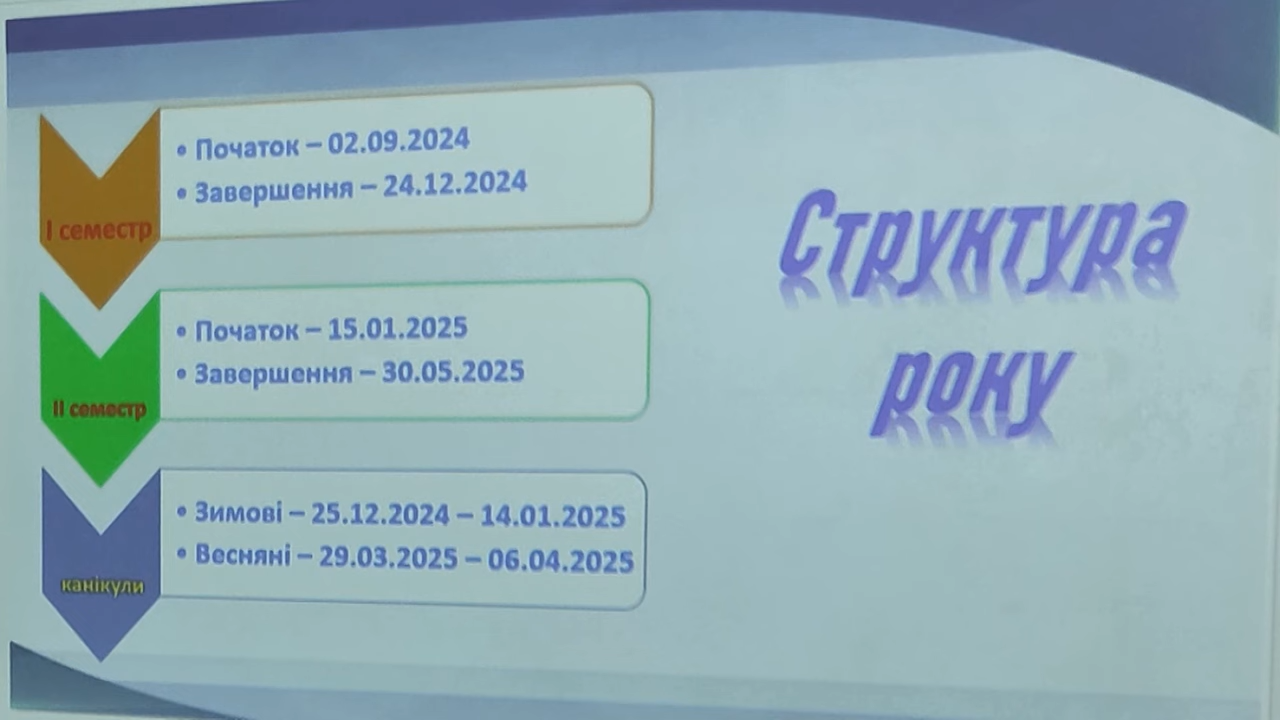 Структура
року
І семестр
• Початок – 02.09.2024
• Завершення – 24.12.2024
ІІ семестр
• Початок – 15.01.2025
• Завершення – 30.05.2025
канікули
• Зимові – 25.12.2024 – 14.01.2025
• Весняні – 29.03.2025 – 06.04.2025